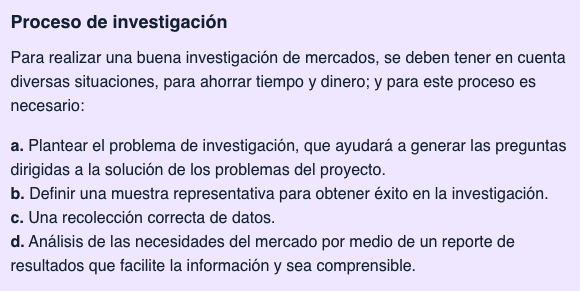 Proceso de investigación
Para realizar una buena investigación de mercados, se deben tener en cuenta
diversas situaciones, para ahorrar tiempo y dinero; y para este proceso es
necesario:
a. Plantear el problema de investigación, que ayudará a generar las preguntas
dirigidas a la solución de los problemas del proyecto.
b. Definir una muestra representativa para obtener éxito en la investigación.
c. Una recolección correcta de datos.
d. Análisis de las necesidades del mercado por medio de un reporte de
resultados que facilite la información y sea comprensible.